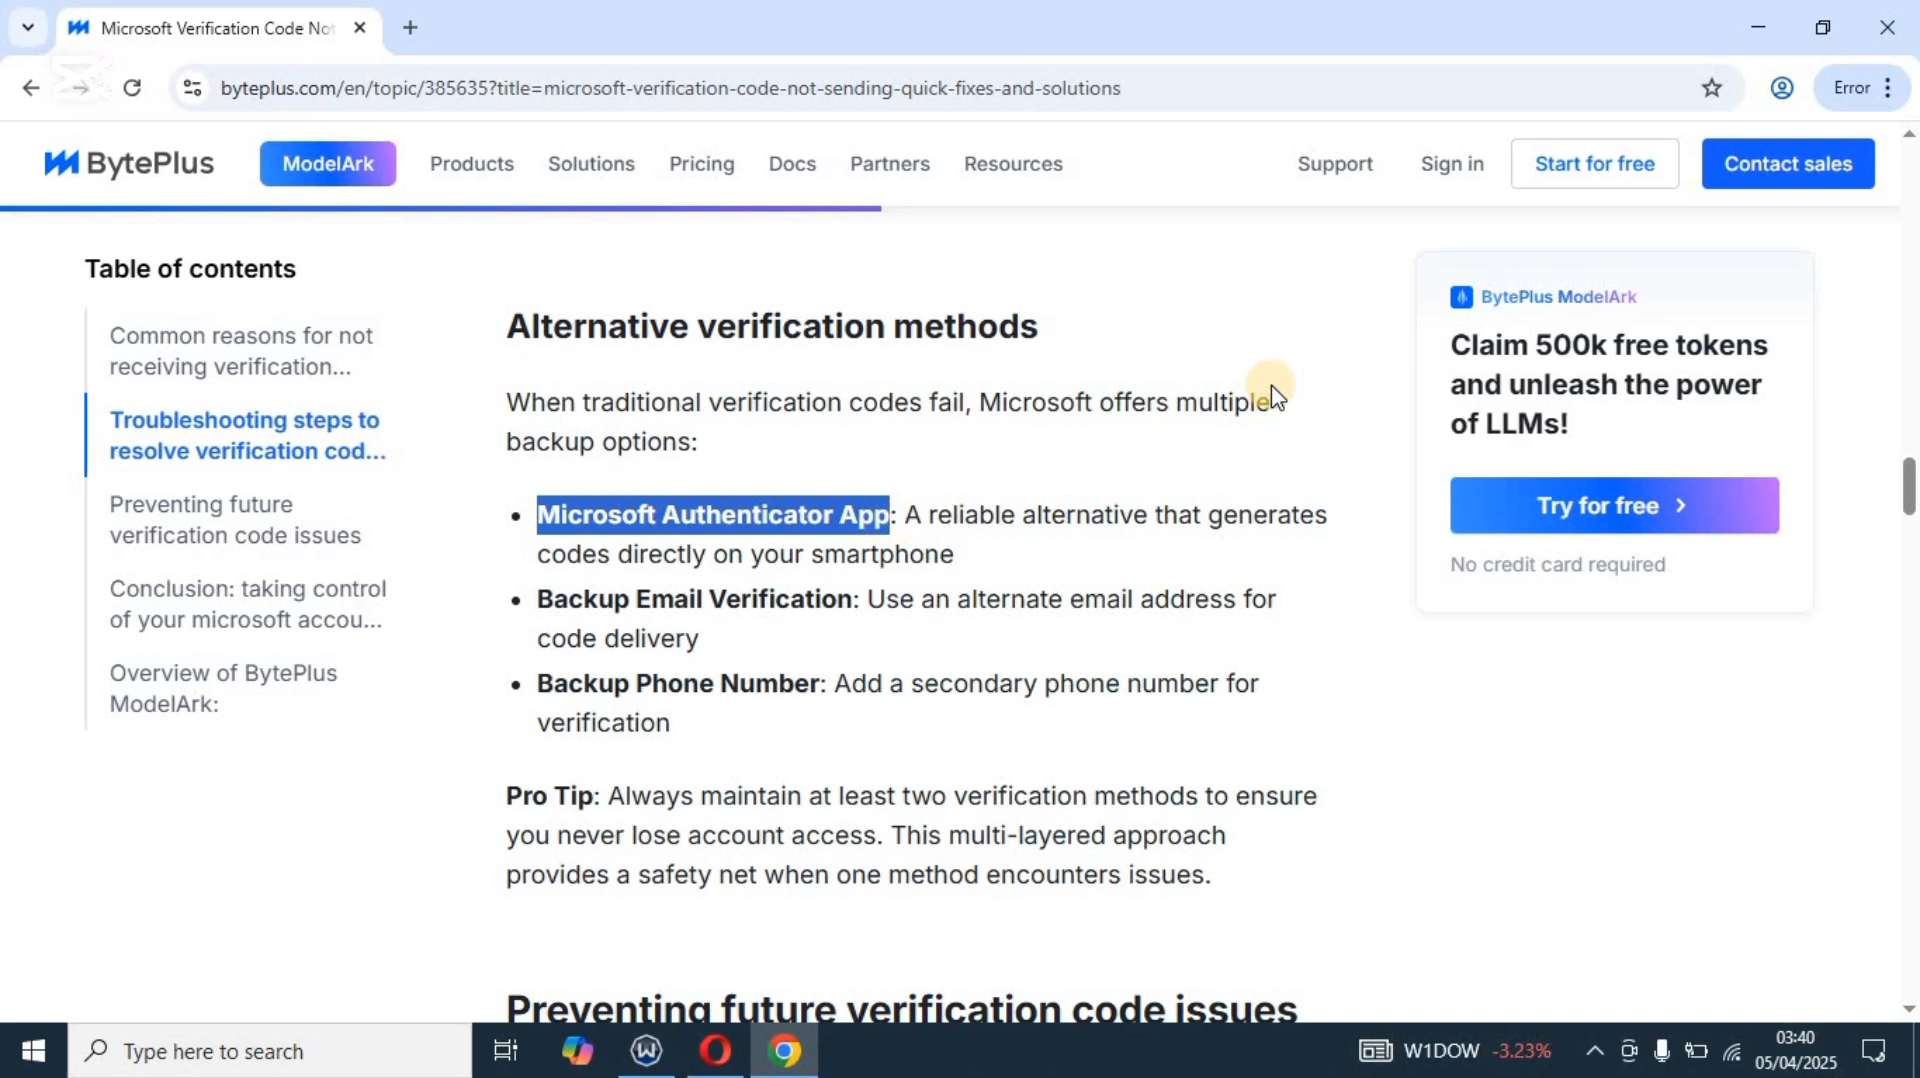 Microsoft Verification Code Not
byteplus.com/en/topic/385635?title=microsoft-verification-code-not-sending-quick-fixes-and-solutions
Error
BytePlus
ModelArk
Products
Solutions
Pricing
Docs
Partners
Resources
Support
Sign in
Start for free
Contact sales
Table of contents
Common reasons for not
receiving verification...
Troubleshooting steps to
resolve verification cod...
Preventing future
verification code issues
Conclusion: taking control
of your microsoft accou...
Overview of BytePlus
ModelArk:
Alternative verification methods
When traditional verification codes fail, Microsoft offers multiple
backup options:
• Microsoft Authenticator App: A reliable alternative that generates
codes directly on your smartphone
• Backup Email Verification: Use an alternate email address for
code delivery
• Backup Phone Number: Add a secondary phone number for
verification
Pro Tip: Always maintain at least two verification methods to ensure
you never lose account access. This multi-layered approach
provides a safety net when one method encounters issues.
Preventing future verification code issues
BytePlus ModelArk
Claim 500k free tokens
and unleash the power
of LLMs!
Try for free
No credit card required
Type here to search
W1DOW -3.23%
03:40
05/04/2025